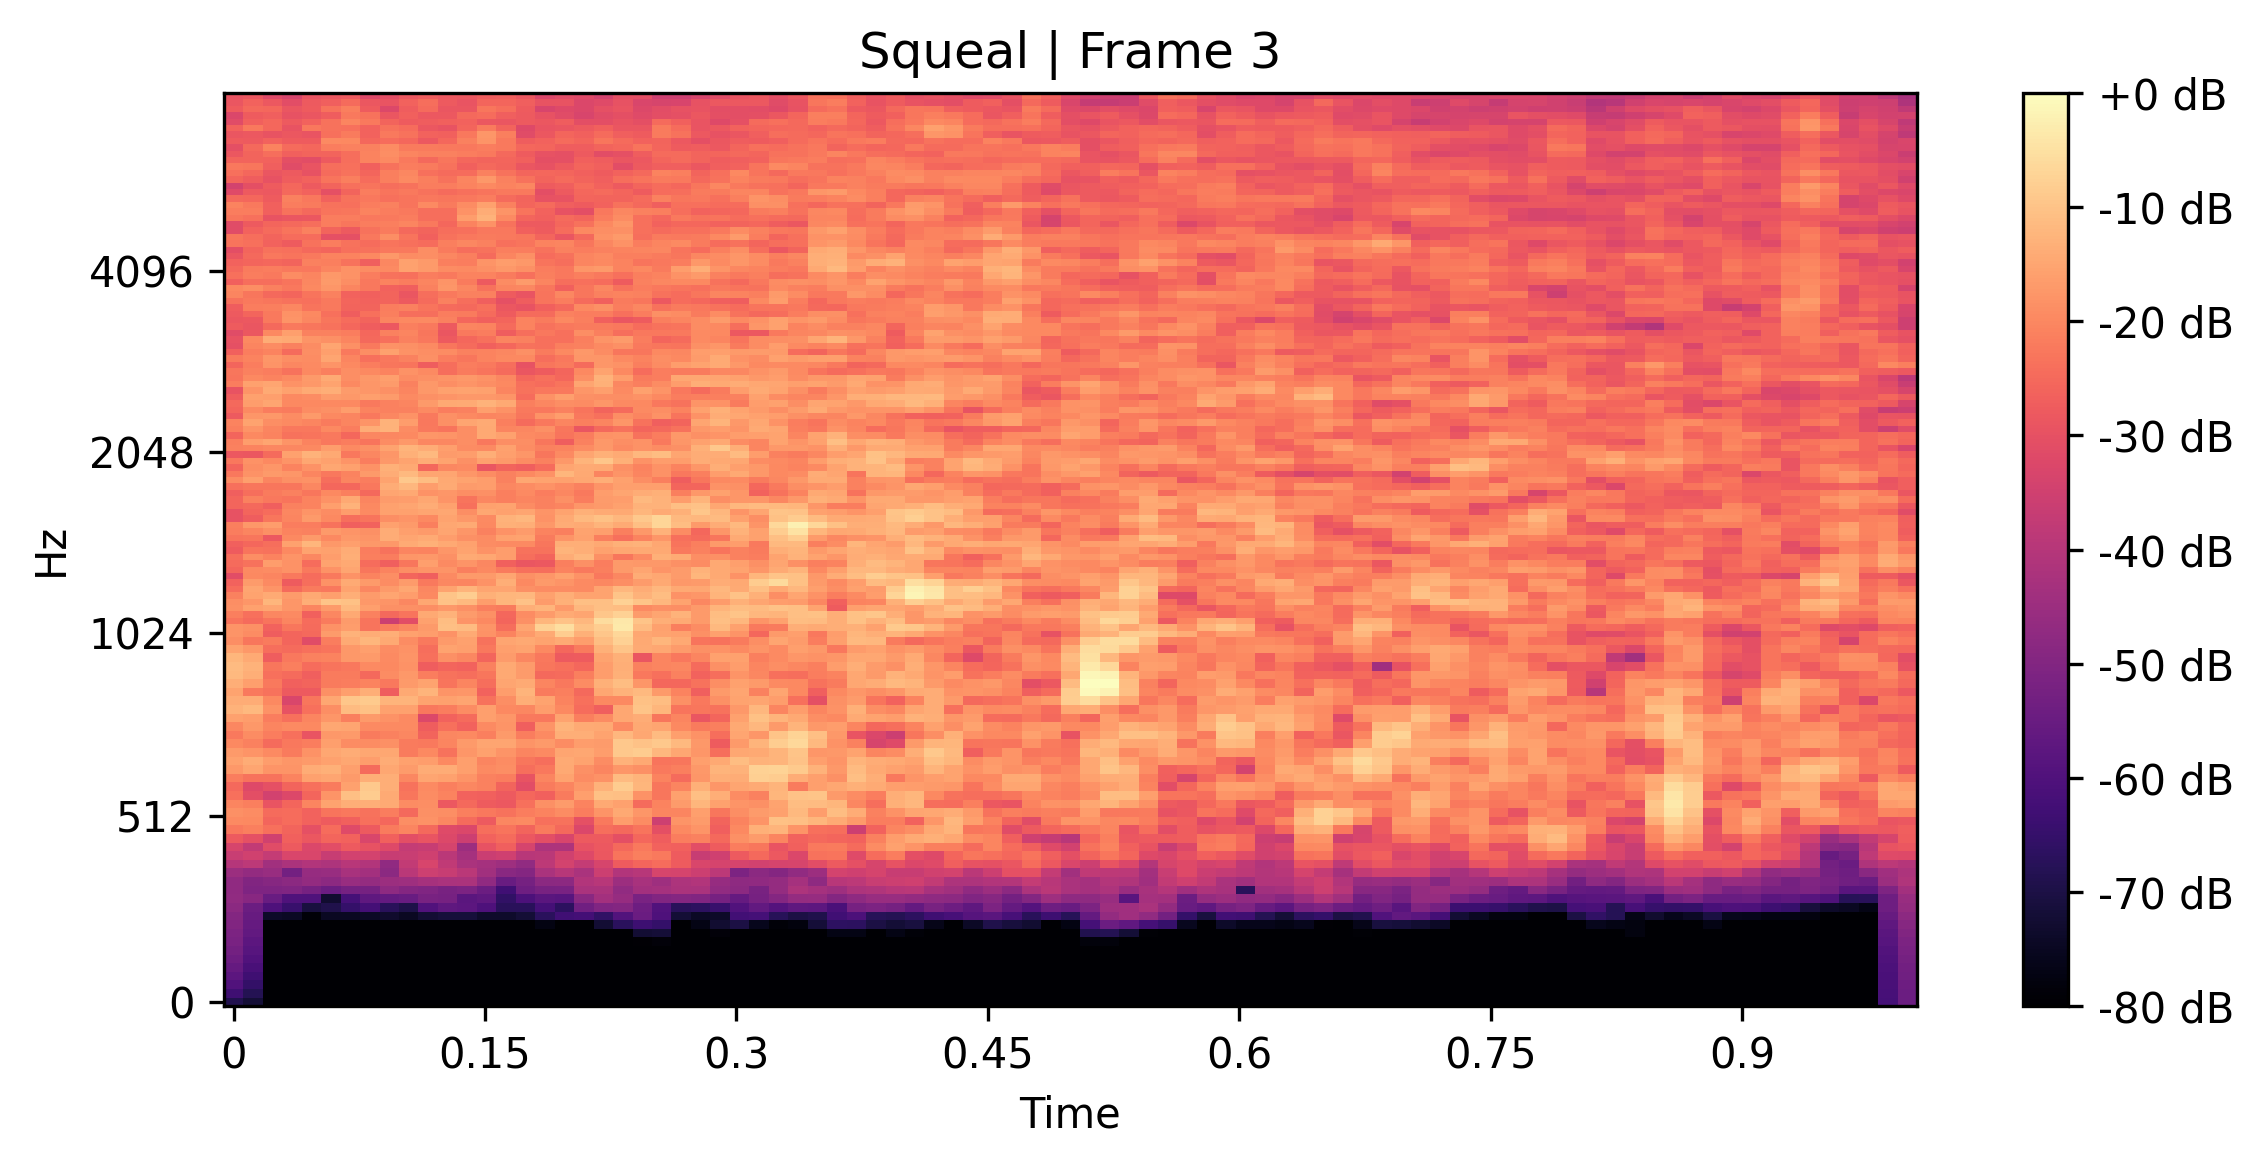 Squeal | Frame 3
Hz
4096
2048
1024
512
0
0 0.15 0.3 0.45 0.6 0.75 0.9
Time
+0 dB
-10 dB
-20 dB
-30 dB
-40 dB
-50 dB
-60 dB
-70 dB
-80 dB